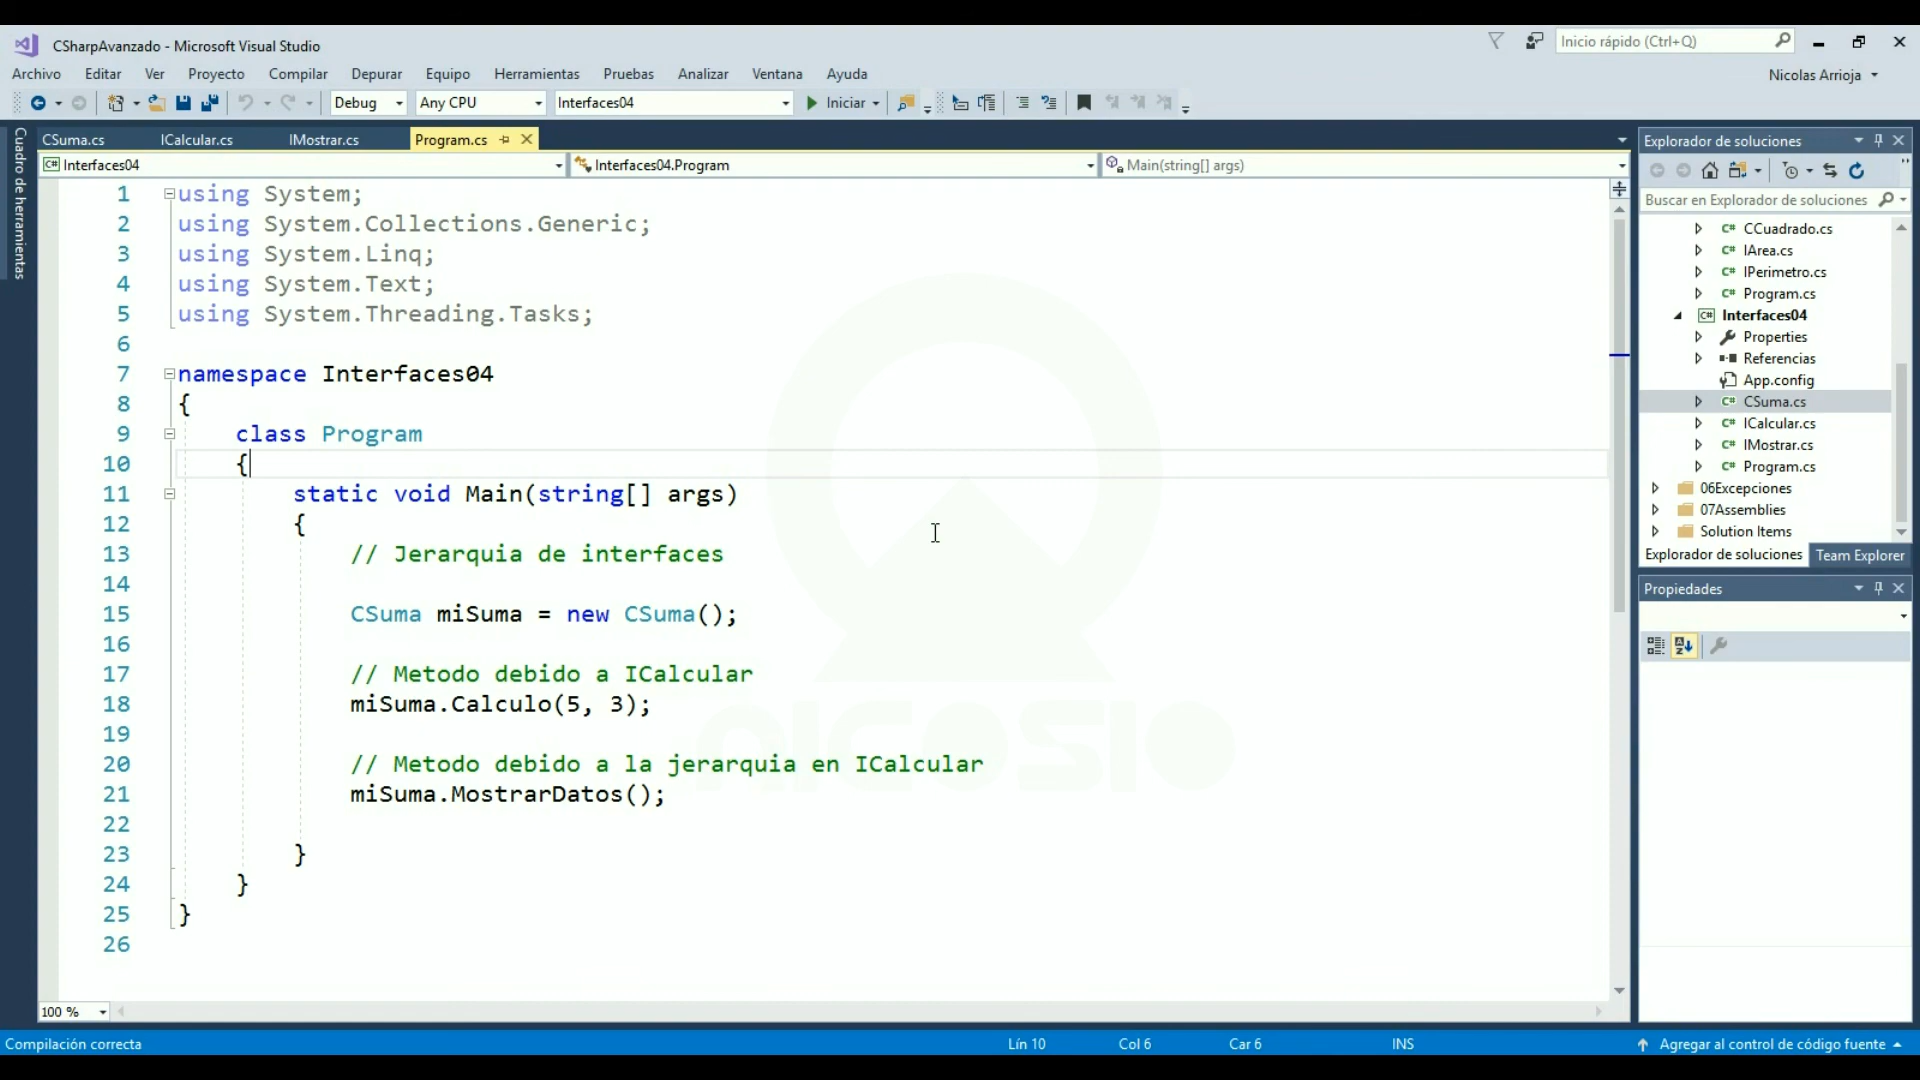 CSharpAvanzado - Microsoft Visual Studio
Inicio rápido (Ctrl+Q)
Archivo Editar Ver Proyecto Compilar Depurar Equipo Herramientas Pruebas Analizar Ventana Ayuda
Nicolas Arrioja
Debug Any CPU Interfaces04 Iniciar
Cuadro de herramientas
CSuma.cs ICalcular.cs IMostrar.cs Program.cs
Interfaces04 Interfaces04.Program Main(string[] args)
1 using System;
2 using System.Collections.Generic;
3 using System.Linq;
4 using System.Text;
5 using System.Threading.Tasks;
6
7 namespace Interfaces04
8 {
9 class Program
10 {
11 static void Main(string[] args)
12 {
13 // Jerarquia de interfaces
14
15 CSuma miSuma = new CSuma();
16
17 // Metodo debido a ICalcular
18 miSuma.Calculo(5, 3);
19
20 // Metodo debido a la jerarquia en ICalcular
21 miSuma.MostrarDatos();
22
23 }
24 }
25 }
26
NICOSIO
100 %
Explorador de soluciones
Buscar en Explorador de soluciones
C# CCuadrado.cs
C# IArea.cs
C# IPerimetro.cs
C# Program.cs
C# Interfaces04
Properties
Referencias
App.config
C# CSuma.cs
C# ICalcular.cs
C# IMostrar.cs
C# Program.cs
06Excepciones
07Assemblies
Solution Items
Explorador de soluciones Team Explorer
Propiedades
Compilación correcta Lín 10 Col 6 Car 6 INS Agregar al control de código fuente